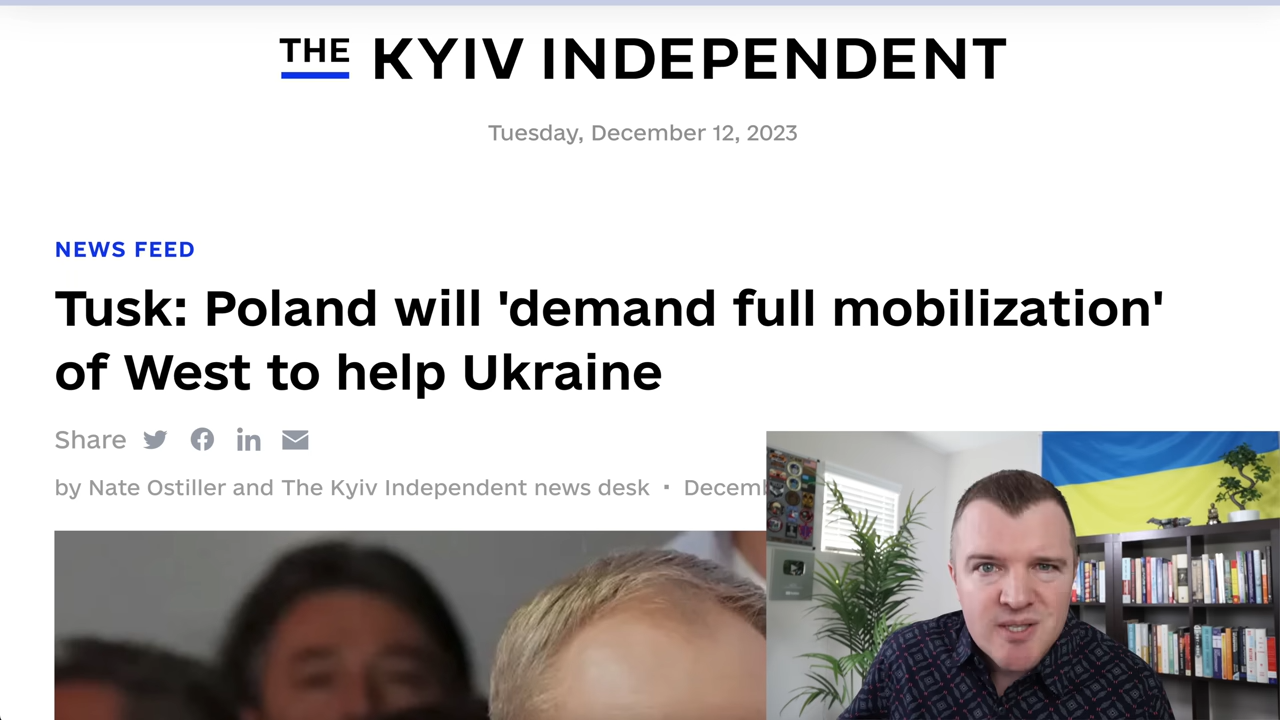 THE KYIV INDEPENDENT
Tuesday, December 12, 2023
NEWS FEED
Tusk: Poland will 'demand full mobilization'
of West to help Ukraine
Share
by Nate Ostiller and The Kyiv Independent news desk · Decem